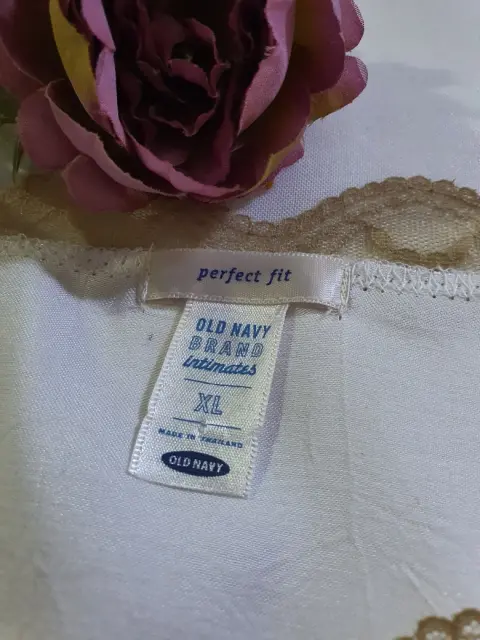 perfect fit
OLD NAVY
BRAND
intimates
XL
MADE IN THAILAND
OLD NAVY